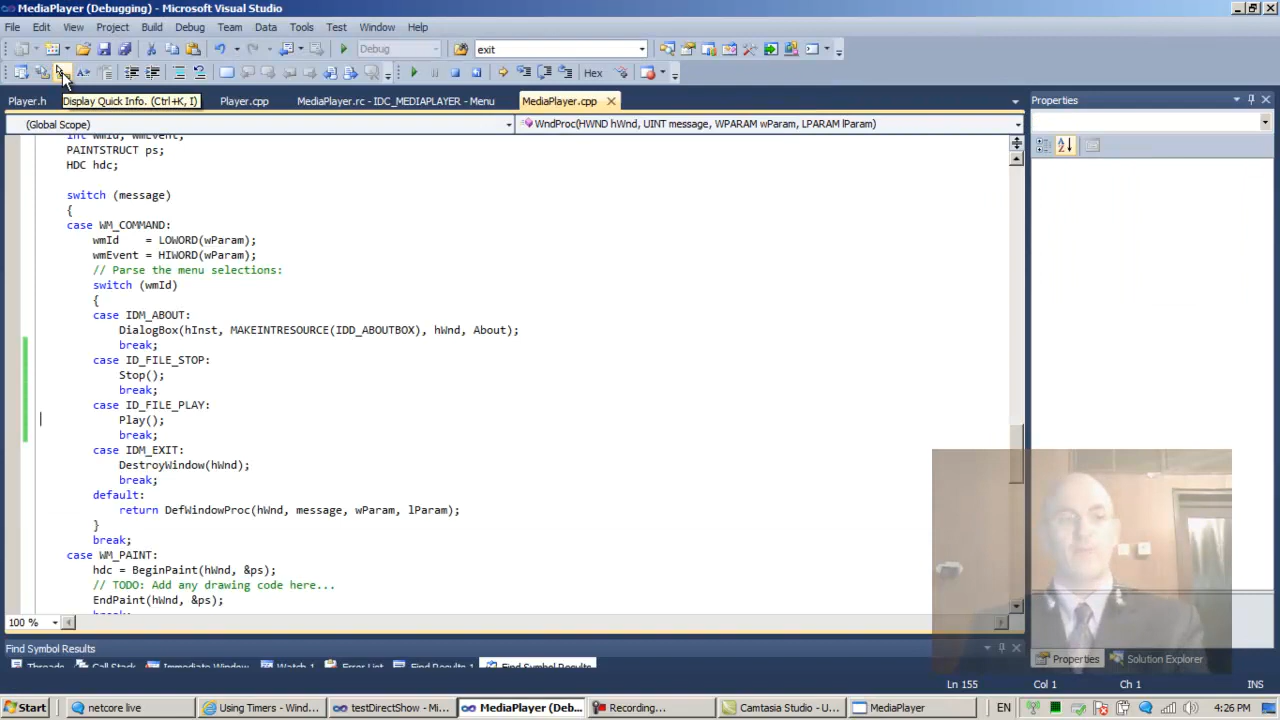 MediaPlayer (Debugging) - Microsoft Visual Studio
File Edit View Project Build Debug Team Data Tools Test Window Help
Debug exit
Hex
Player.h Player.cpp MediaPlayer.rc - IDC_MEDIAPLAYER - Menu MediaPlayer.cpp Properties
Display Quick Info. (Ctrl+K, I)
(Global Scope) WndProc(HWND hWnd, UINT message, WPARAM wParam, LPARAM lParam)
int wmId, wmEvent;
PAINTSTRUCT ps;
HDC hdc;
switch (message)
{
case WM_COMMAND:
wmId = LOWORD(wParam);
wmEvent = HIWORD(wParam);
// Parse the menu selections:
switch (wmId)
{
case IDM_ABOUT:
DialogBox(hInst, MAKEINTRESOURCE(IDD_ABOUTBOX), hWnd, About);
break;
case ID_FILE_STOP:
Stop();
break;
case ID_FILE_PLAY:
Play();
break;
case IDM_EXIT:
DestroyWindow(hWnd);
break;
default:
return DefWindowProc(hWnd, message, wParam, lParam);
}
break;
case WM_PAINT:
hdc = BeginPaint(hWnd, &ps);
// TODO: Add any drawing code here...
EndPaint(hWnd, &ps);
break;
100 %
Find Symbol Results
Threads Call Stack Immediate Window Watch 1 Error List Find Results 1 Find Symbol Results
Properties Solution Explorer
Ln 155 Col 1 Ch 1 INS
Start netcore live Using Timers - Wind... testDirectShow - Mi... MediaPlayer (Deb... Recording... Camtasia Studio - U... MediaPlayer EN 4:26 PM